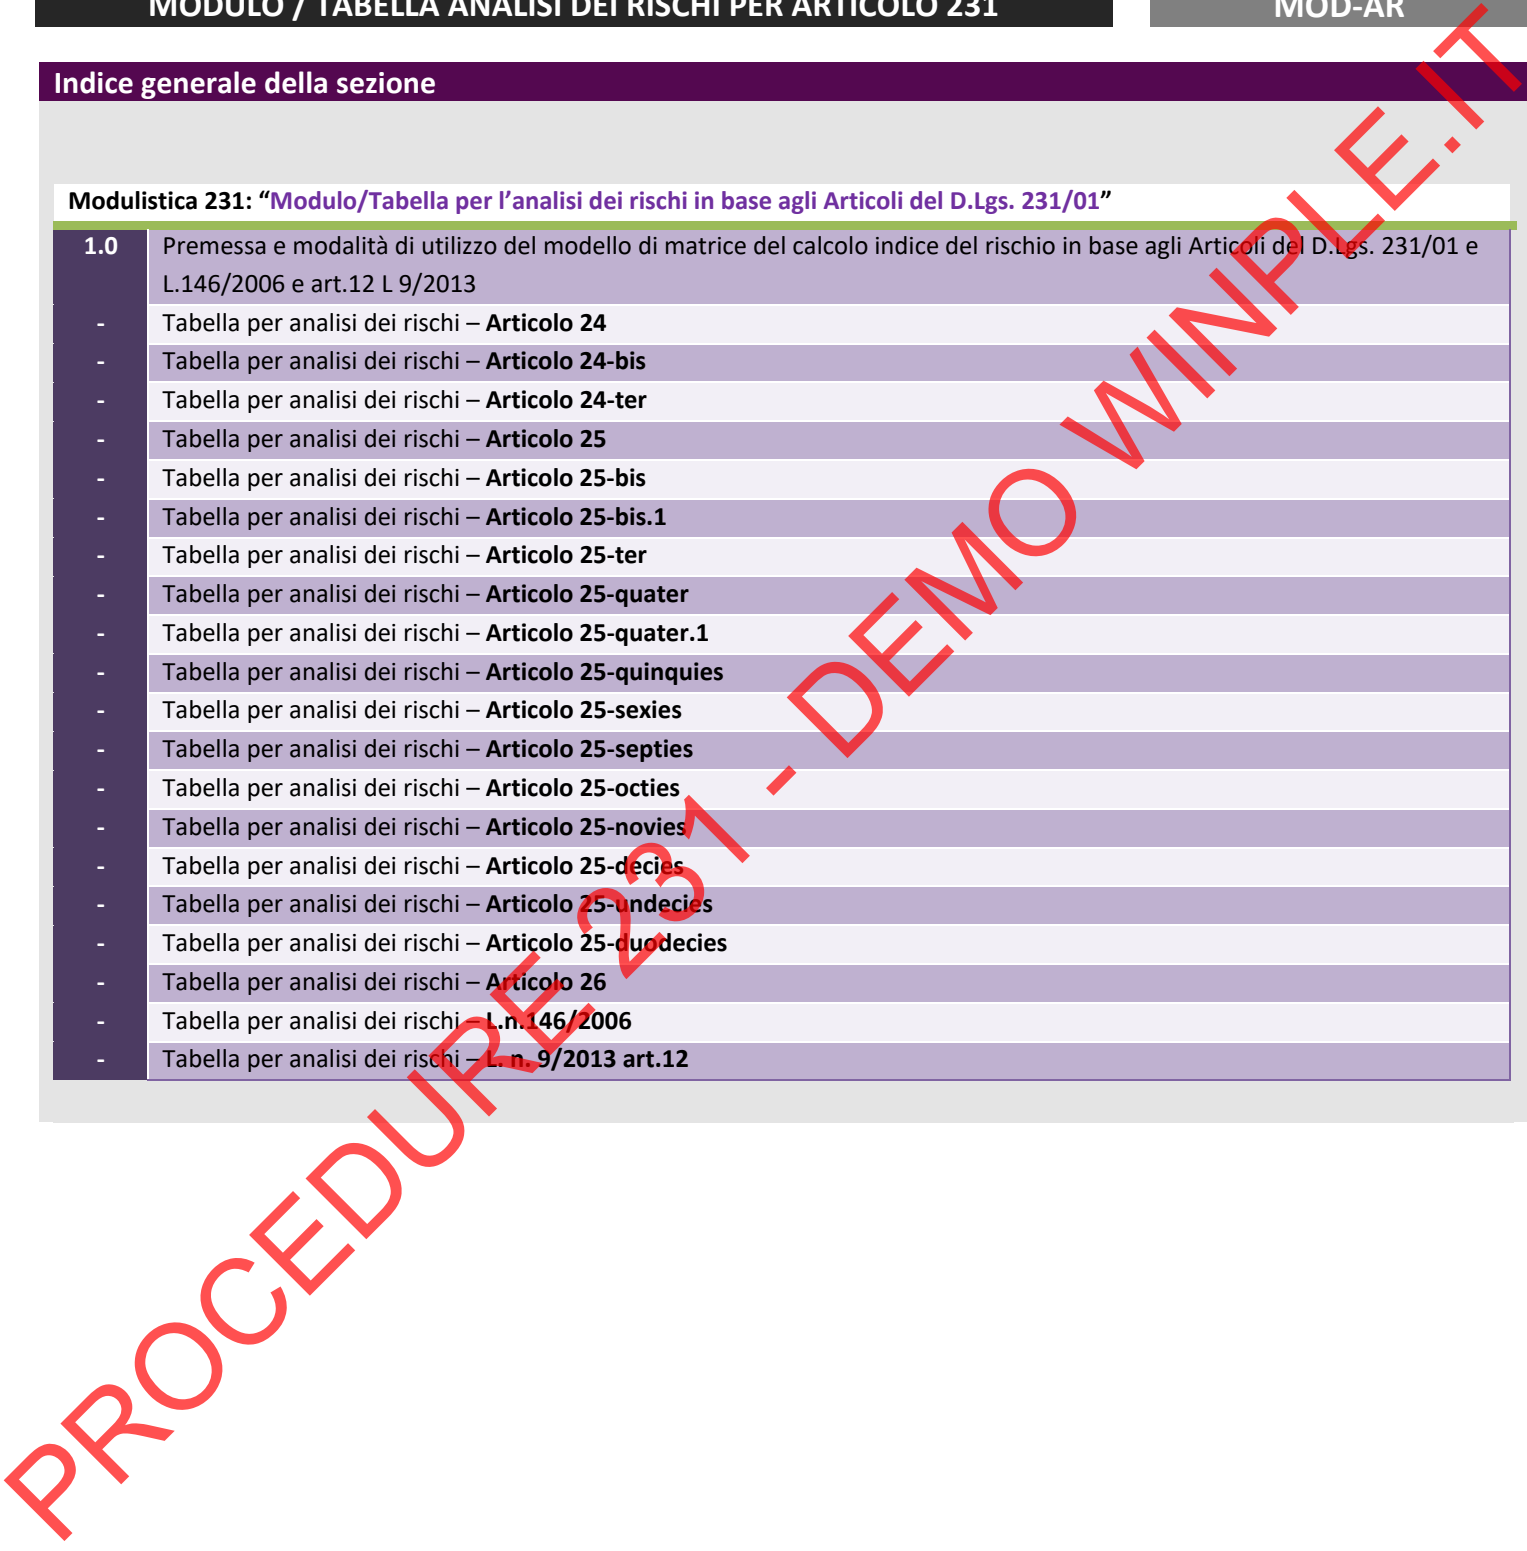 MODULO / TABELLA ANALISI DEI RISCHI PER ARTICOLO 231
MOD-AR
Indice generale della sezione
Modulistica 231: “Modulo/Tabella per l’analisi dei rischi in base agli Articoli del D.Lgs. 231/01”
1.0 Premessa e modalità di utilizzo del modello di matrice del calcolo indice del rischio in base agli Articoli del D.Lgs. 231/01 e
L.146/2006 e art.12 L 9/2013
- Tabella per analisi dei rischi – Articolo 24
- Tabella per analisi dei rischi – Articolo 24-bis
- Tabella per analisi dei rischi – Articolo 24-ter
- Tabella per analisi dei rischi – Articolo 25
- Tabella per analisi dei rischi – Articolo 25-bis
- Tabella per analisi dei rischi – Articolo 25-bis.1
- Tabella per analisi dei rischi – Articolo 25-ter
- Tabella per analisi dei rischi – Articolo 25-quater
- Tabella per analisi dei rischi – Articolo 25-quater.1
- Tabella per analisi dei rischi – Articolo 25-quinquies
- Tabella per analisi dei rischi – Articolo 25-sexies
- Tabella per analisi dei rischi – Articolo 25-septies
- Tabella per analisi dei rischi – Articolo 25-octies
- Tabella per analisi dei rischi – Articolo 25-novies
- Tabella per analisi dei rischi – Articolo 25-decies
- Tabella per analisi dei rischi – Articolo 25-undecies
- Tabella per analisi dei rischi – Articolo 25-duodecies
- Tabella per analisi dei rischi – Articolo 26
- Tabella per analisi dei rischi – L.n.146/2006
- Tabella per analisi dei rischi – L. n. 9/2013 art.12
PROCEDURE 231 - DEMO WINPLE.IT